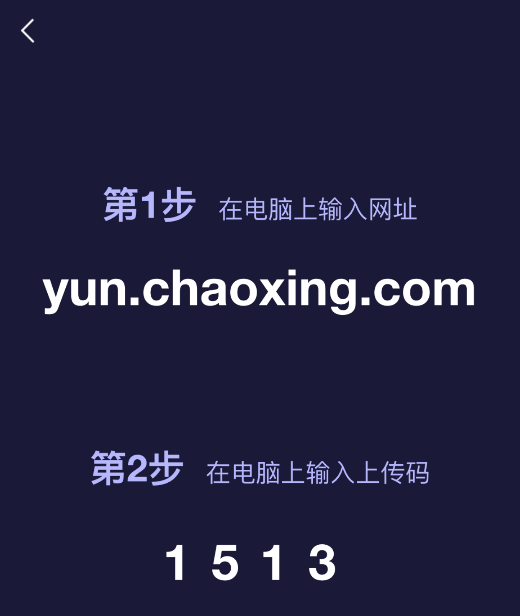 第1步 在电脑上输入网址
yun.chaoxing.com
第2步 在电脑上输入上传码
1 5 1 3